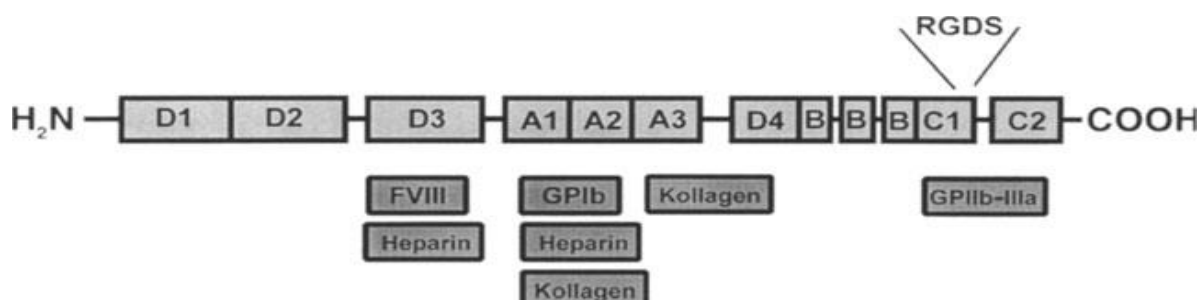 RGDS
H₂N D1 D2 D3 A1 A2 A3 D4 B B B C1 C2 COOH
FVIII GPIb Kollagen GPIIb-IIIa
Heparin Heparin
Kollagen